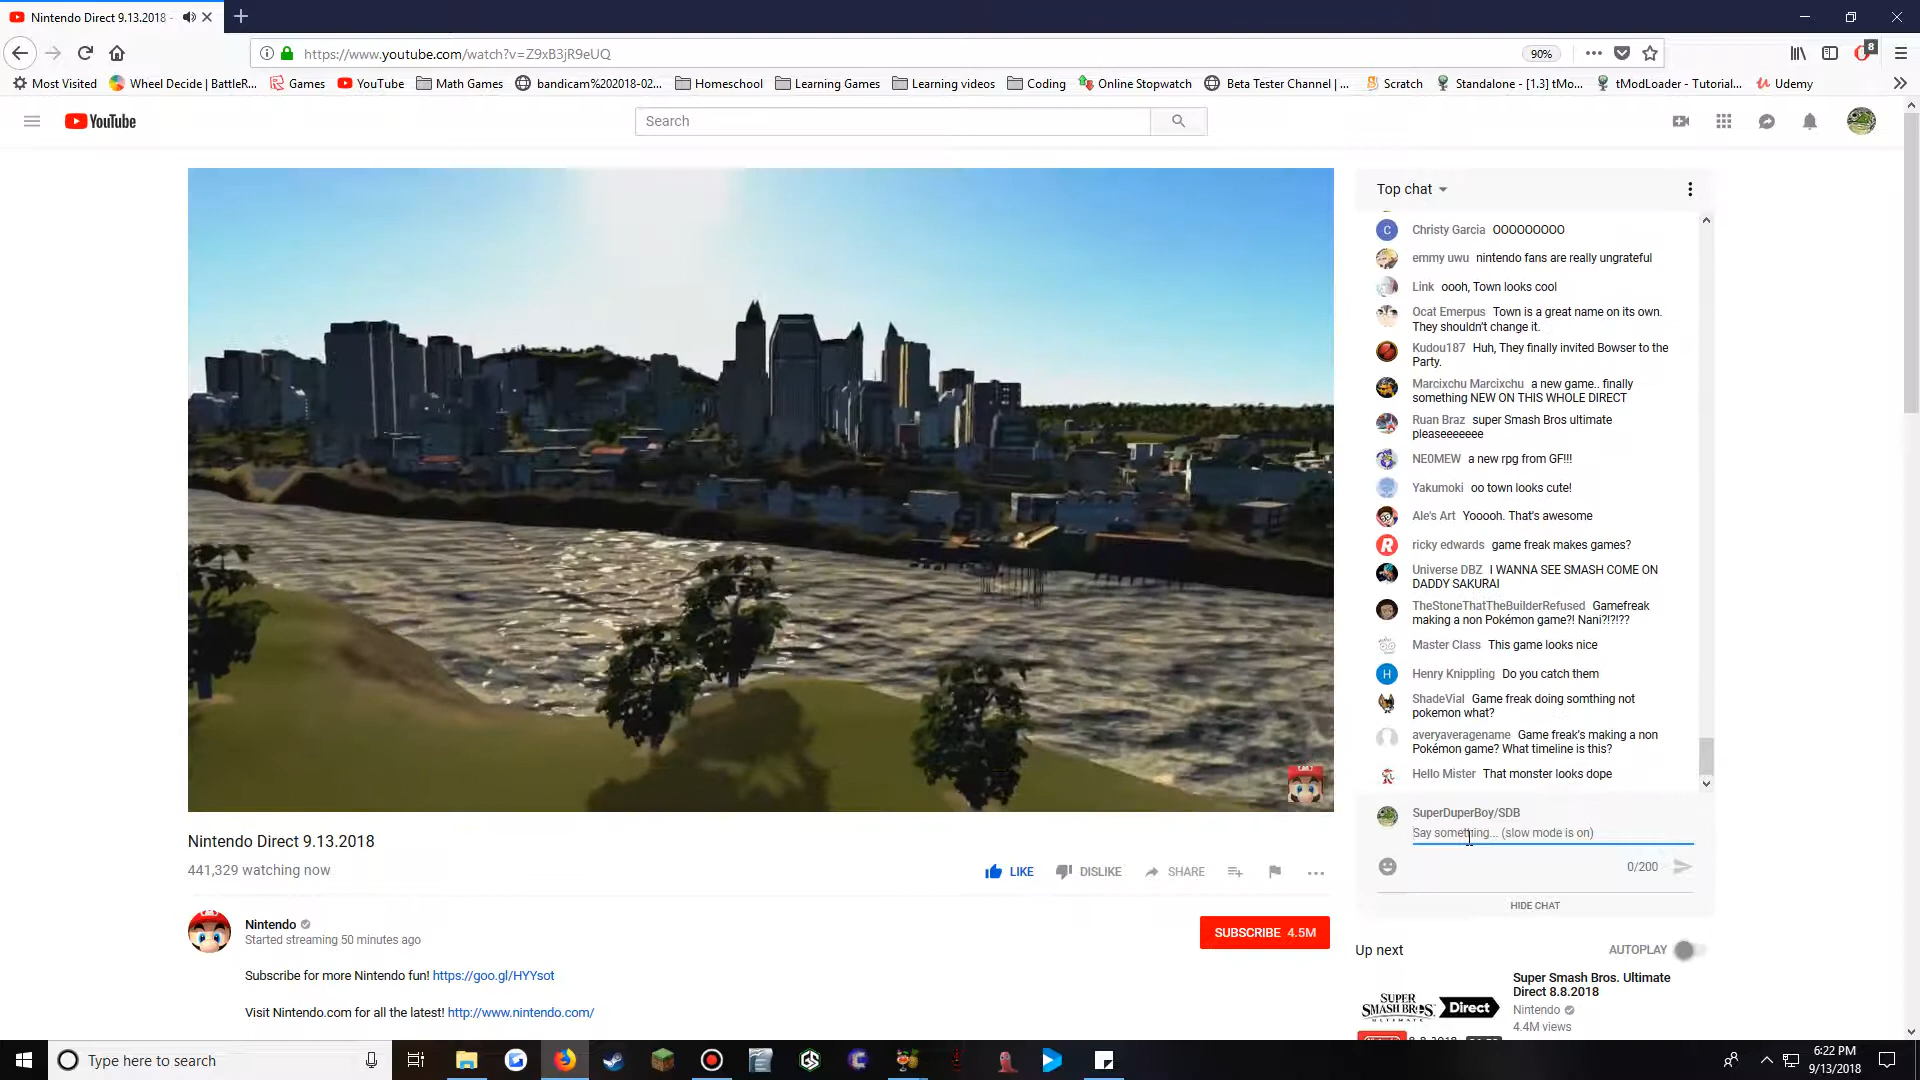 Nintendo Direct 9.13.2018 -
https://www.youtube.com/watch?v=Z9xB3jR9eUQ
90%
8
Most Visited
Wheel Decide | BattleR...
Games
YouTube
Math Games
bandicam%202018-02...
Homeschool
Learning Games
Learning videos
Coding
Online Stopwatch
Beta Tester Channel | ...
Scratch
Standalone - [1.3] tMo...
tModLoader - Tutorial...
Udemy
YouTube
Search
Top chat
Christy Garcia OOOOOOOOO
emmy uwu nintendo fans are really ungrateful
Link oooh, Town looks cool
Ocat Emerpus Town is a great name on its own.
They shouldn't change it.
Kudou187 Huh, They finally invited Bowser to the
Party.
Marcixchu Marcixchu a new game.. finally
something NEW ON THIS WHOLE DIRECT
Ruan Braz super Smash Bros ultimate
pleaseeeeeee
NE0MEW a new rpg from GF!!!
Yakumoki oo town looks cute!
Ale's Art Yooooh. That's awesome
ricky edwards game freak makes games?
Universe DBZ I WANNA SEE SMASH COME ON
DADDY SAKURAI
TheStoneThatTheBuilderRefused Gamefreak
making a non Pokémon game?! Nani?!?!??
Master Class This game looks nice
Henry Knippling Do you catch them
ShadeVial Game freak doing somthing not
pokemon what?
averyaveragename Game freak's making a non
Pokémon game? What timeline is this?
Hello Mister That monster looks dope
SuperDuperBoy/SDB
Say something... (slow mode is on)
0/200
HIDE CHAT
Nintendo Direct 9.13.2018
441,329 watching now
LIKE
DISLIKE
SHARE
Nintendo
Started streaming 50 minutes ago
SUBSCRIBE 4.5M
Subscribe for more Nintendo fun! https://goo.gl/HYYsot
Visit Nintendo.com for all the latest! http://www.nintendo.com/
Up next
AUTOPLAY
SUPER
SMASH BROS.
ULTIMATE
Direct
Super Smash Bros. Ultimate
Direct 8.8.2018
Nintendo
4.4M views
Type here to search
6:22 PM
9/13/2018